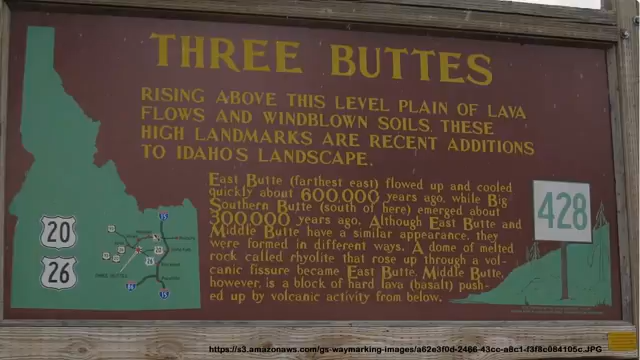 THREE BUTTES
RISING ABOVE THIS LEVEL PLAIN OF LAVA
FLOWS AND WINDBLOWN SOILS, THESE
HIGH LANDMARKS ARE RECENT ADDITIONS
TO IDAHO'S LANDSCAPE.
East Butte (farthest east) flowed up and cooled
quickly about 600,000 years ago, while Big
Southern Butte (south of here) emerged about
300,000 years ago. Although East Butte and
Middle Butte have a similar appearance, they
were formed in different ways. A dome of melted
rock called rhyolite that rose up through a vol-
canic fissure became East Butte. Middle Butte,
however, is a block of hard lava (basalt) push-
ed up by volcanic activity from below.
428
20
26
15
THREE BUTTES
15
https://s3.amazonaws.com/gs-waymarking-images/a62e3f0d-2486-43cc-a8c1-f3f8c084105c.JPG